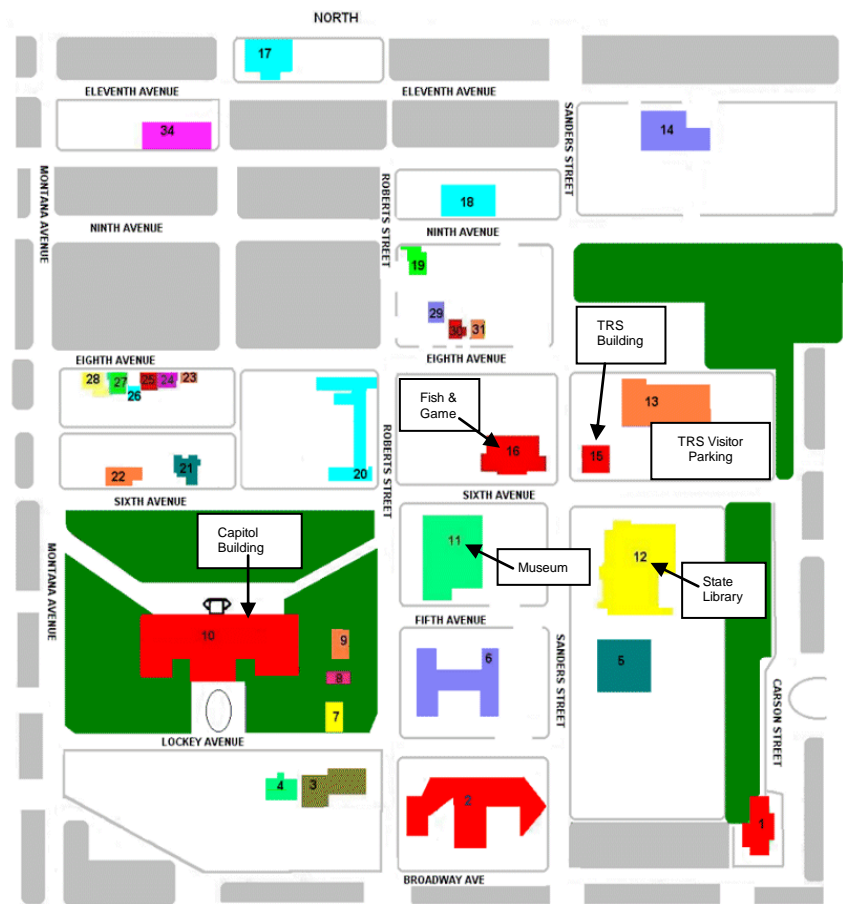 NORTH
17
ELEVENTH AVENUE
ELEVENTH AVENUE
34
SANDERS STREET
14
MONTANA AVENUE
ROBERTS STREET
18
NINTH AVENUE
NINTH AVENUE
19
29
30
31
TRS
Building
EIGHTH AVENUE
EIGHTH AVENUE
28
27
26
25
24
23
Fish &
Game
13
16
15
TRS Visitor
Parking
22
21
20
ROBERTS STREET
SIXTH AVENUE
SIXTH AVENUE
Capitol
Building
11
Museum
12
State
Library
MONTANA AVENUE
10
9
8
7
FIFTH AVENUE
6
5
SANDERS STREET
CARSON STREET
LOCKEY AVENUE
4
3
2
1
BROADWAY AVE